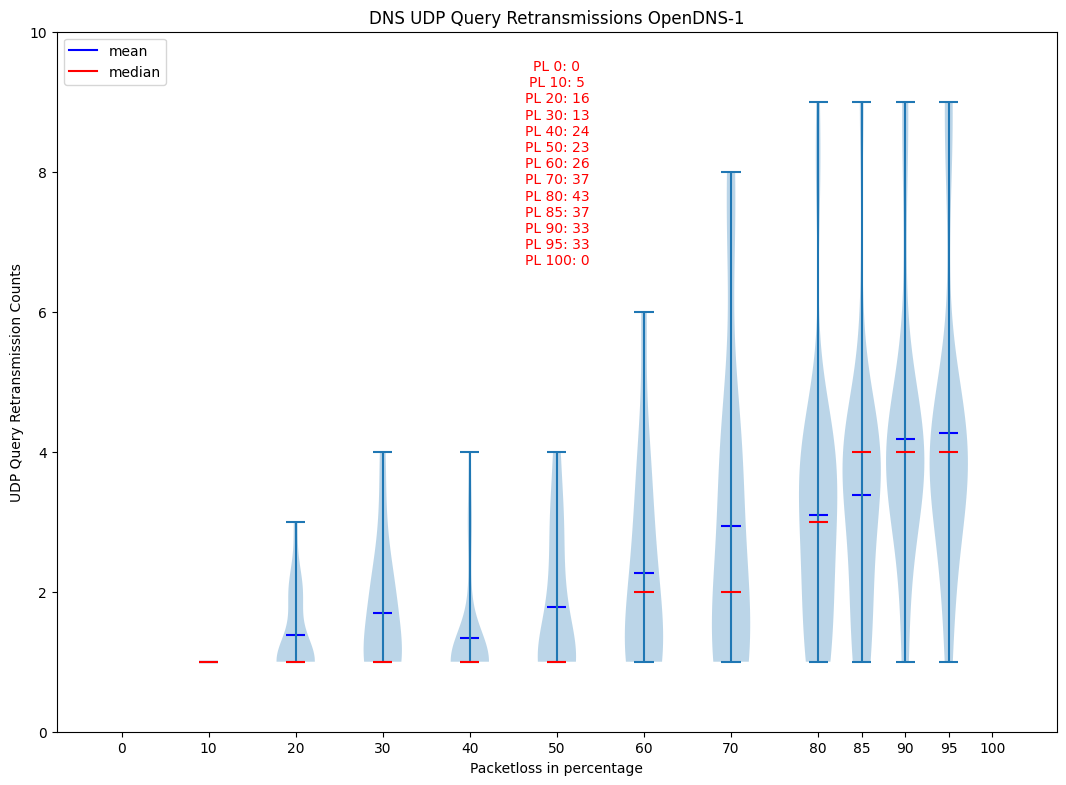 DNS UDP Query Retransmissions OpenDNS-1
mean
median
PL 0: 0
PL 10: 5
PL 20: 16
PL 30: 13
PL 40: 24
PL 50: 23
PL 60: 26
PL 70: 37
PL 80: 43
PL 85: 37
PL 90: 33
PL 95: 33
PL 100: 0
UDP Query Retransmission Counts
10
8
6
4
2
0
0 10 20 30 40 50 60 70 80 85 90 95 100
Packetloss in percentage